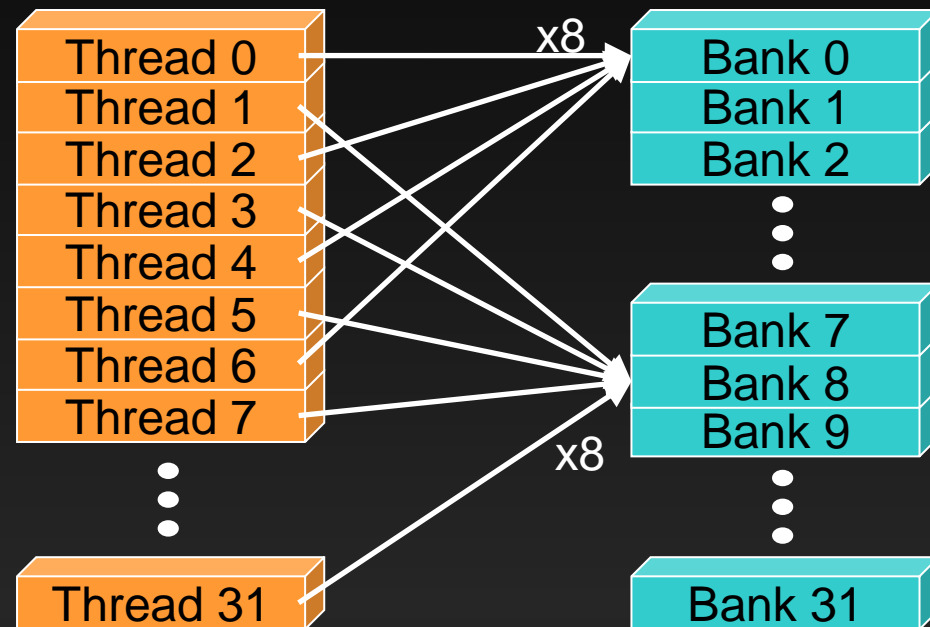 Thread 0
Thread 1
Thread 2
Thread 3
Thread 4
Thread 5
Thread 6
Thread 7
Thread 31
x8
x8
Bank 0
Bank 1
Bank 2
Bank 7
Bank 8
Bank 9
Bank 31